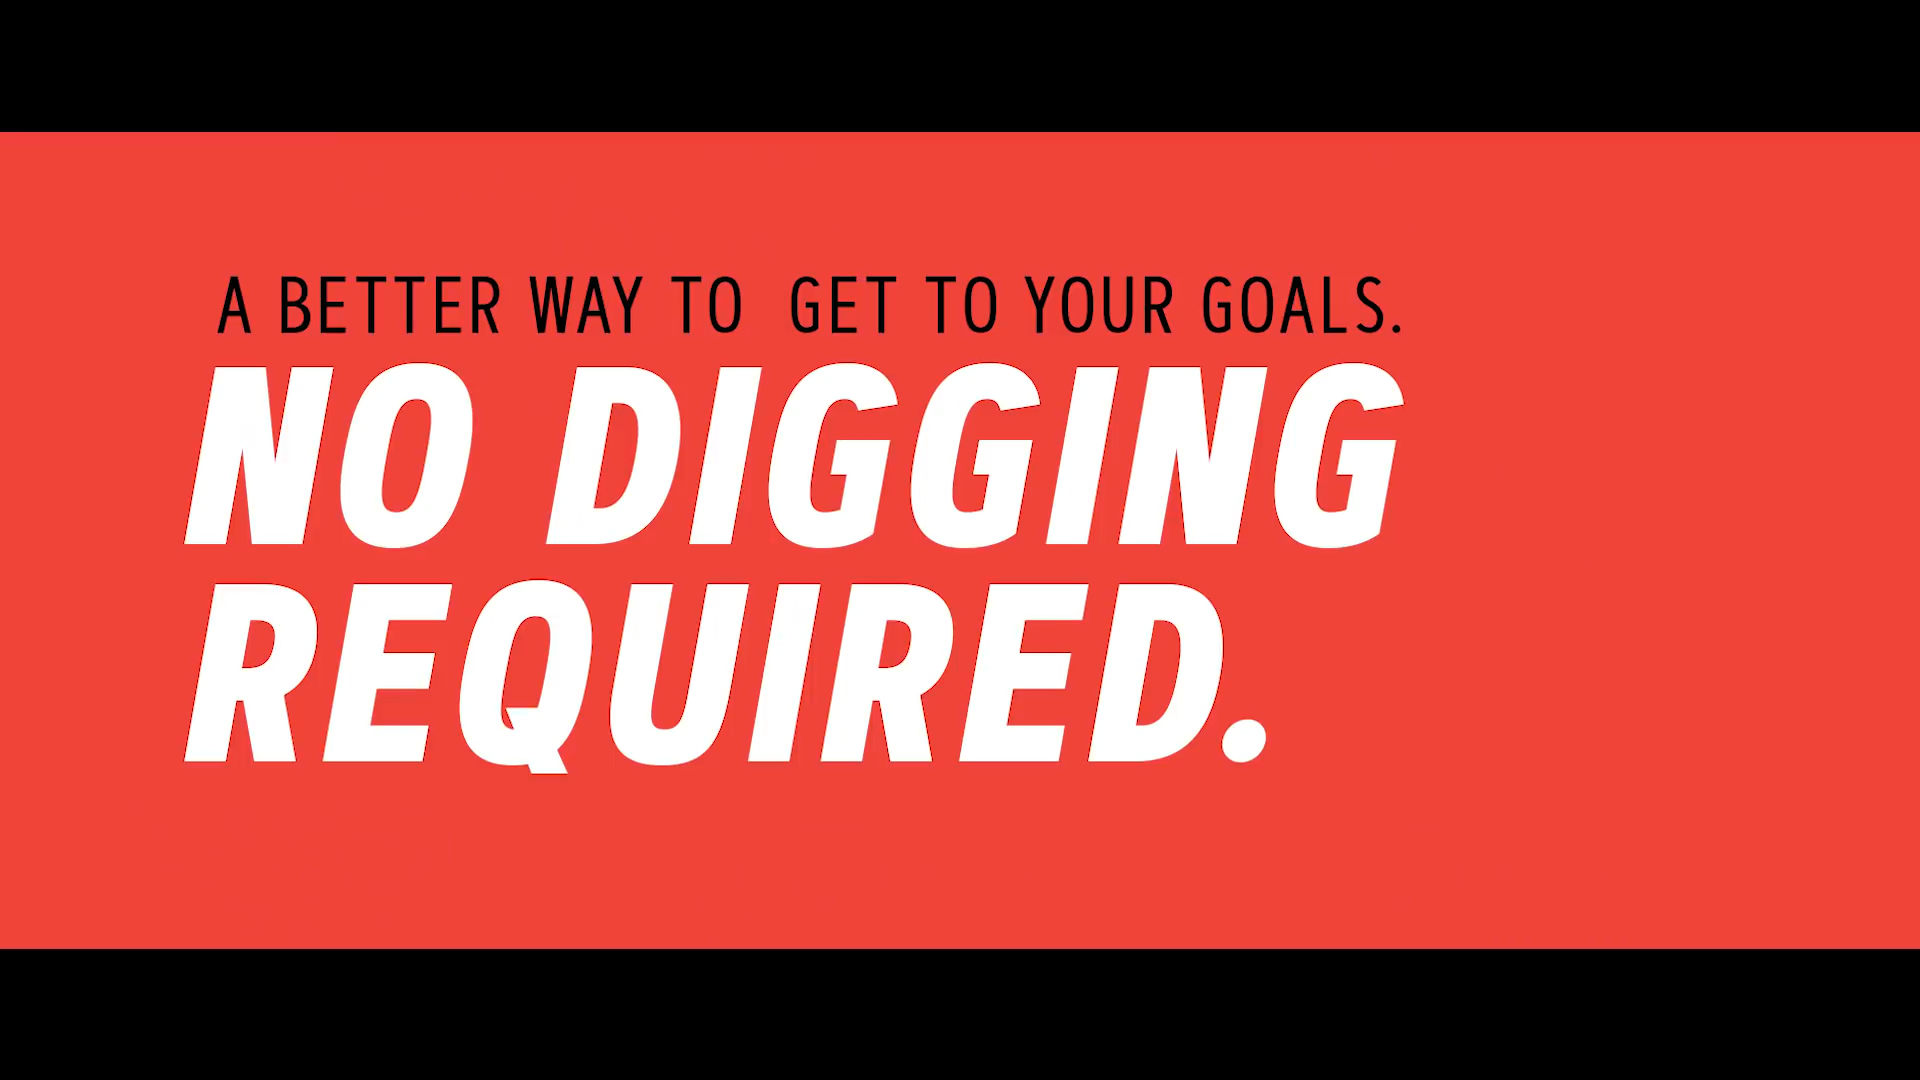 A BETTER WAY TO  GET TO YOUR GOALS.
NO DIGGING
REQUIRED.